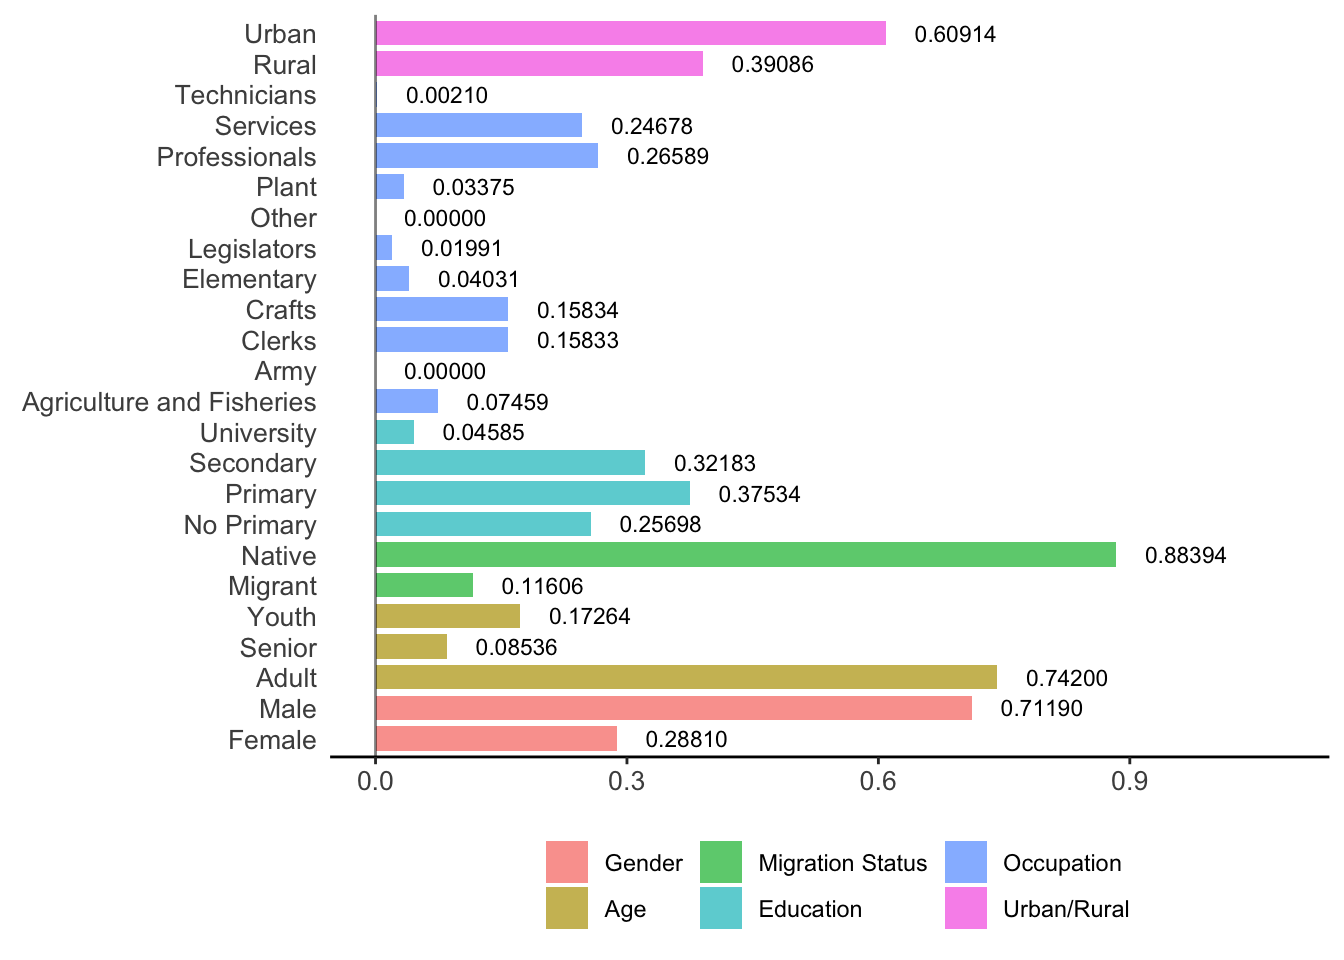 Urban 0.60914
Rural 0.39086
Technicians 0.00210
Services 0.24678
Professionals 0.26589
Plant 0.03375
Other 0.00000
Legislators 0.01991
Elementary 0.04031
Crafts 0.15834
Clerks 0.15833
Army 0.00000
Agriculture and Fisheries 0.07459
University 0.04585
Secondary 0.32183
Primary 0.37534
No Primary 0.25698
Native 0.88394
Migrant 0.11606
Youth 0.17264
Senior 0.08536
Adult 0.74200
Male 0.71190
Female 0.28810
0.0 0.3 0.6 0.9
Gender Migration Status Occupation
Age Education Urban/Rural